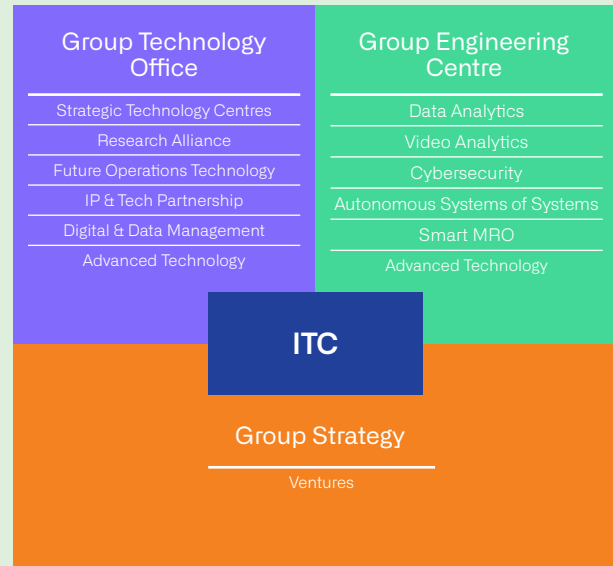 Group Technology
Office
Strategic Technology Centres
Research Alliance
Future Operations Technology
IP & Tech Partnership
Digital & Data Management
Advanced Technology
Group Engineering
Centre
Data Analytics
Video Analytics
Cybersecurity
Autonomous Systems of Systems
Smart MRO
Advanced Technology
ITC
Group Strategy
Ventures